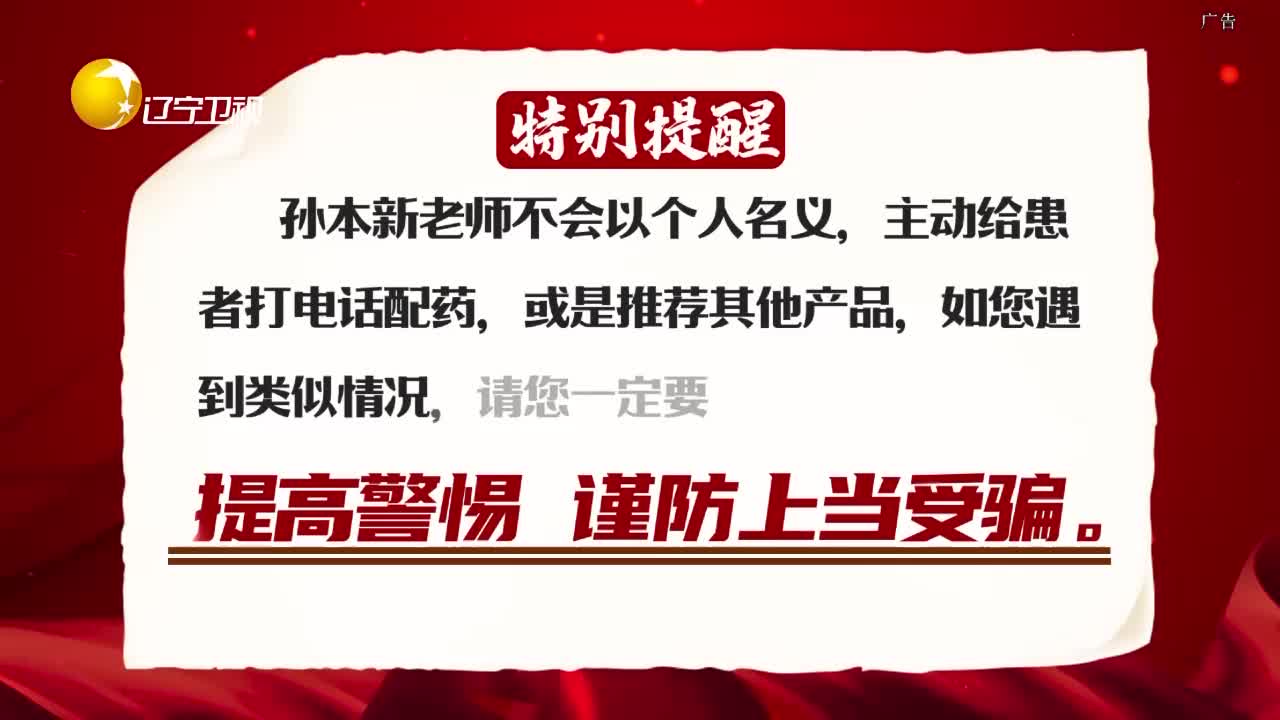 广告
辽宁卫视
特别提醒
孙本新老师不会以个人名义，主动给患
者打电话配药，或是推荐其他产品，如您遇
到类似情况，请您一定要
提高警惕 谨防上当受骗。